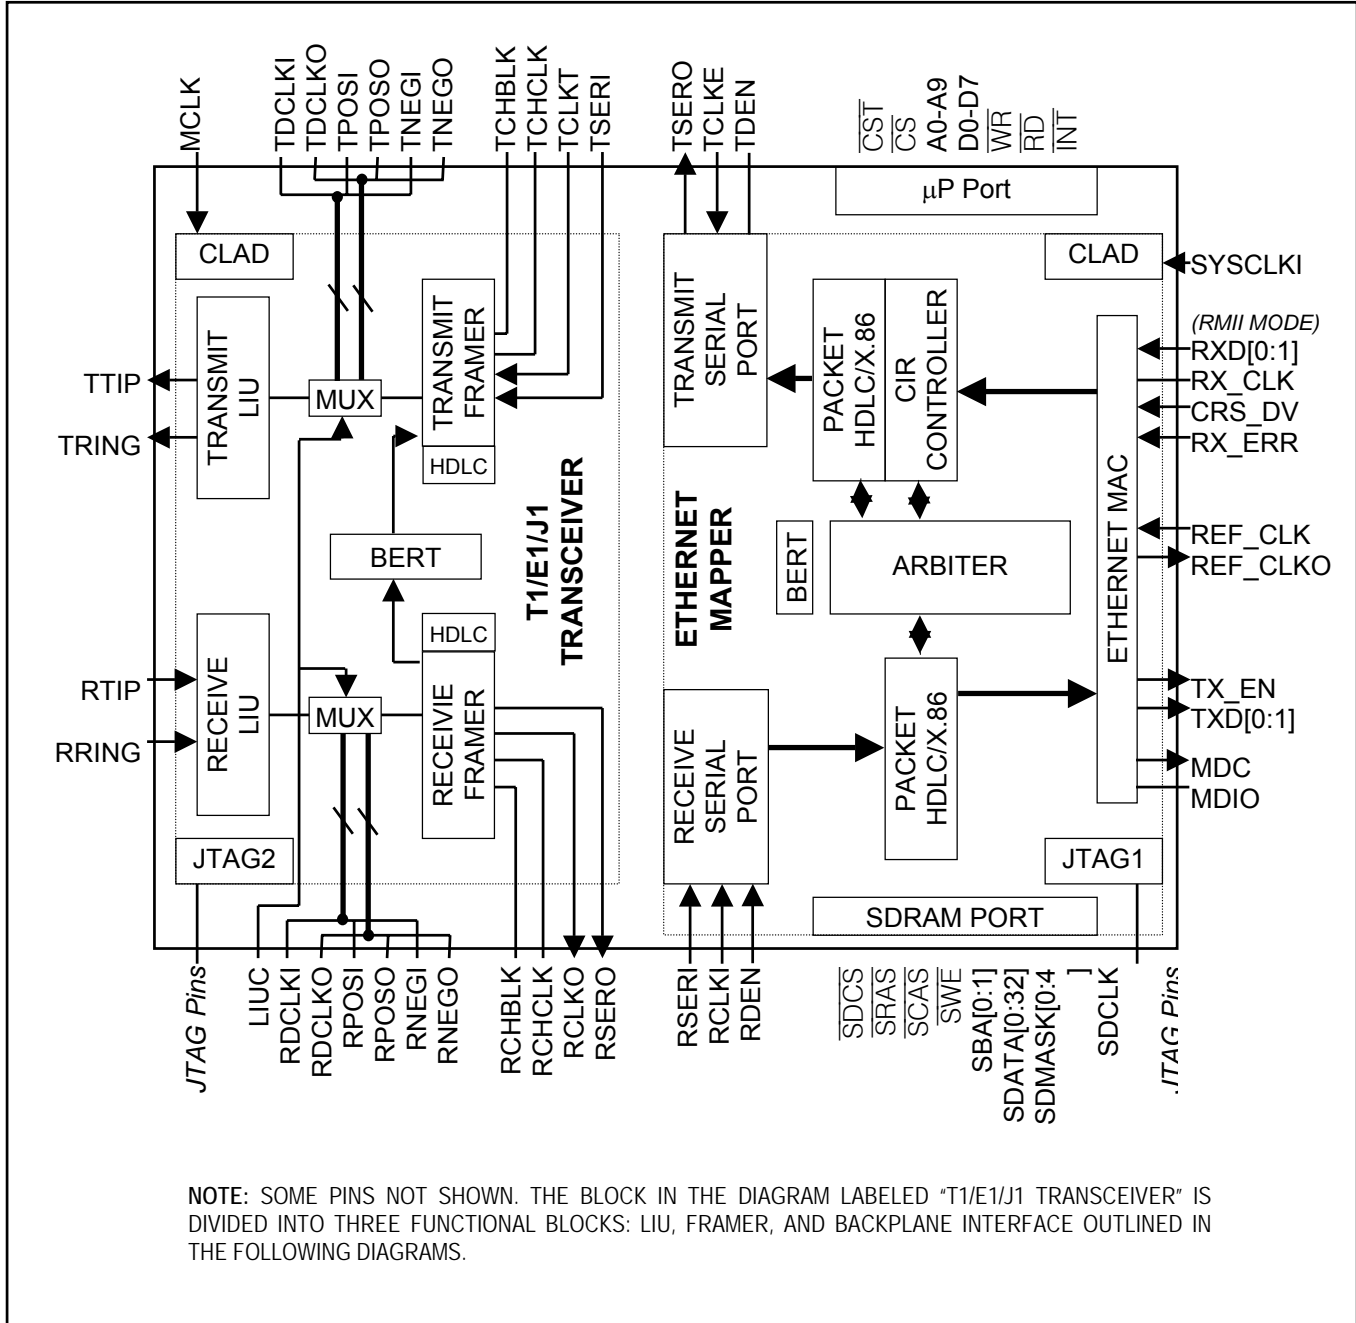 MCLK
TDCLKI
TDCLKO
TPOSI
TPOSO
TNEGI
TNEGO
TCHBLK
TCHCLK
TCLKT
TSERI
TSERO
TCLKE
TDEN
CST
CS
A0-A9
D0-D7
WR
RD
INT
µP Port
CLAD
CLAD
SYSCLKI
TRANSMIT
LIU
MUX
TRANSMIT
FRAMER
HDLC
TRANSMIT
SERIAL
PORT
PACKET
HDLC/X.86
CIR
CONTROLLER
(RMII MODE)
RXD[0:1]
RX_CLK
CRS_DV
RX_ERR
TTIP
TRING
T1/E1/J1
TRANSCEIVER
ETHERNET
MAPPER
BERT
BERT
ARBITER
ETHERNET MAC
REF_CLK
REF_CLKO
HDLC
RECEIVE
LIU
MUX
RECEIVIE
FRAMER
RTIP
RRING
RECEIVE
SERIAL
PORT
PACKET
HDLC/X.86
TX_EN
TXD[0:1]
MDC
MDIO
JTAG2
JTAG1
SDRAM PORT
JTAG Pins
LIUC
RDCLKI
RDCLKO
RPOSI
RPOSO
RNEGI
RNEGO
RCHBLK
RCHCLK
RCLKO
RSERO
RSERI
RCLKI
RDEN
SDCS
SRAS
SCAS
SWE
SBA[0:1]
SDATA[0:32]
SDMASK[0:4
]
SDCLK
JTAG Pins
NOTE: SOME PINS NOT SHOWN. THE BLOCK IN THE DIAGRAM LABELED “T1/E1/J1 TRANSCEIVER” IS
DIVIDED INTO THREE FUNCTIONAL BLOCKS: LIU, FRAMER, AND BACKPLANE INTERFACE OUTLINED IN
THE FOLLOWING DIAGRAMS.